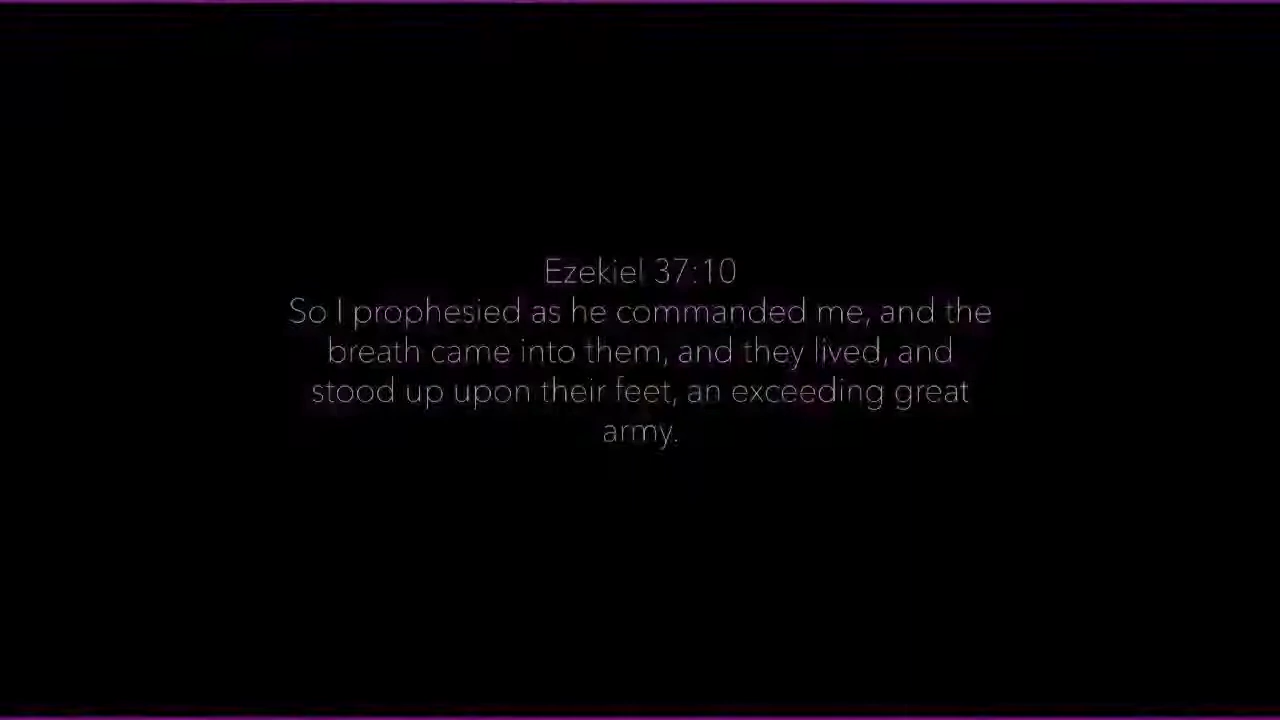 Ezekiel 37:10
So I prophesied as he commanded me, and the
breath came into them, and they lived, and
stood up upon their feet, an exceeding great
army.